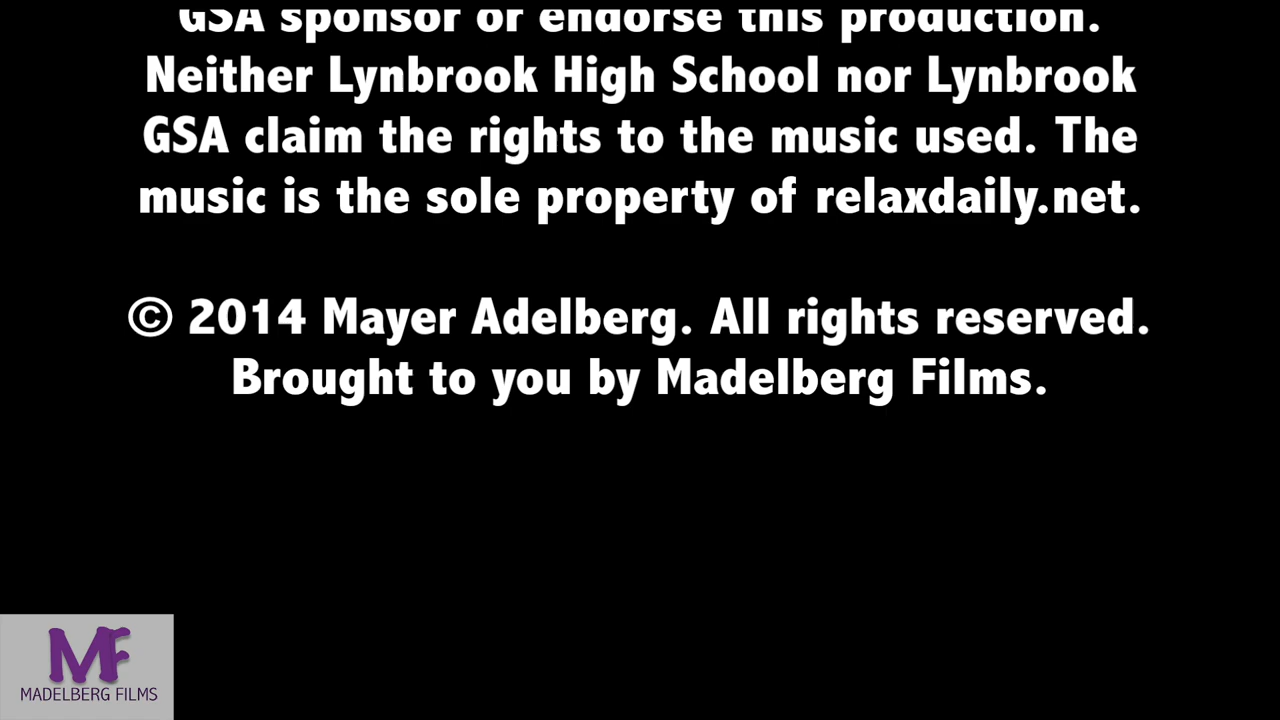 GSA sponsor or endorse this production.
Neither Lynbrook High School nor Lynbrook
GSA claim the rights to the music used. The
music is the sole property of relaxdaily.net.
© 2014 Mayer Adelberg. All rights reserved.
Brought to you by Madelberg Films.
MF
MADELBERG FILMS